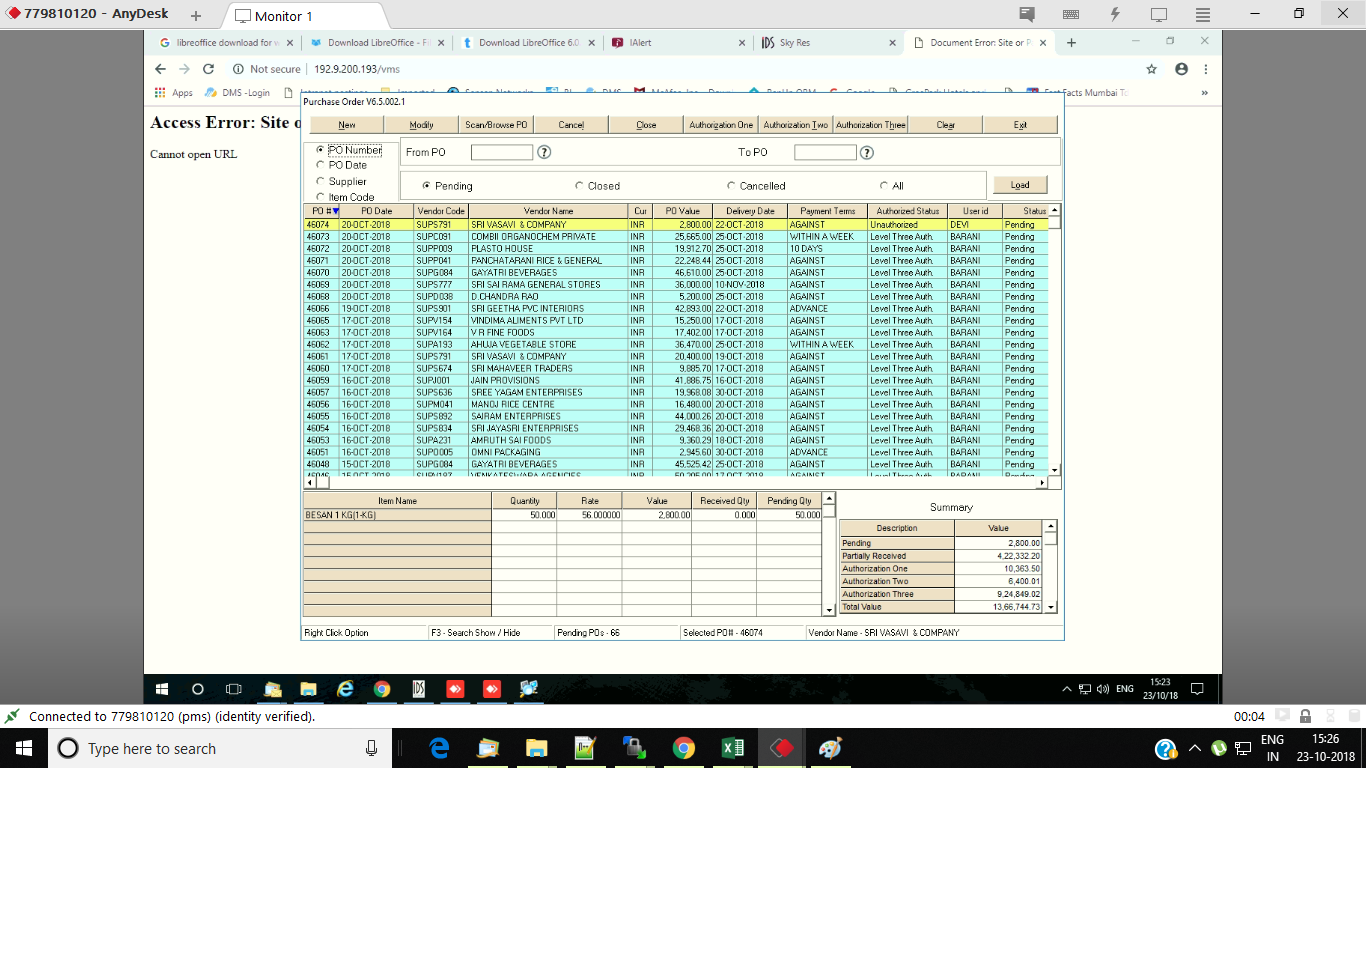 779810120 - AnyDesk
Monitor 1
libreoffice download for w
Download LibreOffice - Fi
Download LibreOffice 6.0
IAlert
IDS Sky Res
Document Error: Site or P
Not secure | 192.9.200.193/vms
Apps DMS -Login
Fast Facts Mumbai To
Access Error: Site o
Cannot open URL
Purchase Order V6.5.002.1
New Modify Scan/Browse PO Cancel Close Authorization One Authorization Two Authorization Three Clear Exit
PO Number
PO Date
Supplier
Item Code
From PO To PO
Pending Closed Cancelled All Load
PO # PO Date Vendor Code Vendor Name Cur PO Value Delivery Date Payment Terms Authorized Status User id Status
46074 20-OCT-2018 SUPS791 SRI VASAVI & COMPANY INR 2,800.00 22-OCT-2018 AGAINST Unauthorized DEVI Pending
46073 20-OCT-2018 SUPC091 COMBII ORGANOCHEM PRIVATE INR 25,665.00 25-OCT-2018 WITHIN A WEEK Level Three Auth. BARANI Pending
46072 20-OCT-2018 SUPP009 PLASTO HOUSE INR 19,912.70 25-OCT-2018 10 DAYS Level Three Auth. BARANI Pending
46071 20-OCT-2018 SUPP041 PANCHATARANI RICE & GENERAL INR 22,248.44 25-OCT-2018 AGAINST Level Three Auth. BARANI Pending
46070 20-OCT-2018 SUPG084 GAYATRI BEVERAGES INR 46,610.00 25-OCT-2018 AGAINST Level Three Auth. BARANI Pending
46069 20-OCT-2018 SUPS777 SRI SAI RAMA GENERAL STORES INR 36,000.00 10-NOV-2018 AGAINST Level Three Auth. BARANI Pending
46068 20-OCT-2018 SUPD038 D.CHANDRA RAO INR 5,200.00 25-OCT-2018 AGAINST Level Three Auth. BARANI Pending
46066 19-OCT-2018 SUPS901 SRI GEETHA PVC INTERIORS INR 42,893.00 22-OCT-2018 ADVANCE Level Three Auth. BARANI Pending
46065 17-OCT-2018 SUPV154 VINDIMA ALIMENTS PVT LTD INR 15,250.00 17-OCT-2018 AGAINST Level Three Auth. BARANI Pending
46063 17-OCT-2018 SUPV164 V R FINE FOODS INR 17,402.00 17-OCT-2018 AGAINST Level Three Auth. BARANI Pending
46062 17-OCT-2018 SUPA193 AHUJA VEGETABLE STORE INR 36,470.00 25-OCT-2018 WITHIN A WEEK Level Three Auth. BARANI Pending
46061 17-OCT-2018 SUPS791 SRI VASAVI & COMPANY INR 20,400.00 19-OCT-2018 AGAINST Level Three Auth. BARANI Pending
46060 17-OCT-2018 SUPS674 SRI MAHAVEER TRADERS INR 9,885.70 17-OCT-2018 AGAINST Level Three Auth. BARANI Pending
46059 16-OCT-2018 SUPJ001 JAIN PROVISIONS INR 41,886.75 16-OCT-2018 AGAINST Level Three Auth. BARANI Pending
46057 16-OCT-2018 SUPS636 SREE YAGAM ENTERPRISES INR 19,968.08 30-OCT-2018 AGAINST Level Three Auth. BARANI Pending
46056 16-OCT-2018 SUPM041 MANOJ RICE CENTRE INR 16,480.00 20-OCT-2018 AGAINST Level Three Auth. BARANI Pending
46055 16-OCT-2018 SUPS892 SAIRAM ENTERPRISES INR 44,000.26 25-OCT-2018 AGAINST Level Three Auth. BARANI Pending
46054 16-OCT-2018 SUPS834 SRI JAYASRI ENTERPRISES INR 29,468.36 20-OCT-2018 AGAINST Level Three Auth. BARANI Pending
46053 16-OCT-2018 SUPA231 AMRUTH SAI FOODS INR 9,360.29 18-OCT-2018 AGAINST Level Three Auth. BARANI Pending
46051 16-OCT-2018 SUPO005 OMNI PACKAGING INR 2,945.60 30-OCT-2018 ADVANCE Level Three Auth. BARANI Pending
46048 15-OCT-2018 SUPG084 GAYATRI BEVERAGES INR 45,525.42 25-OCT-2018 AGAINST Level Three Auth. BARANI Pending
Item Name Quantity Rate Value Received Qty Pending Qty
BESAN 1 KG(1-KG) 50.000 56.000000 2,800.00 0.000 50.000
Summary
Description Value
Pending 2,800.00
Partially Received 4,22,332.20
Authorization One 10,363.50
Authorization Two 6,400.01
Authorization Three 9,24,849.02
Total Value 13,66,744.73
Right Click Option F3 - Search Show / Hide Pending POs - 66 Selected PO# - 46074 Vendor Name - SRI VASAVI & COMPANY
IDS
ENG
15:23
23/10/18
Connected to 779810120 (pms) (identity verified).
00:04
Type here to search
ENG
IN
15:26
23-10-2018